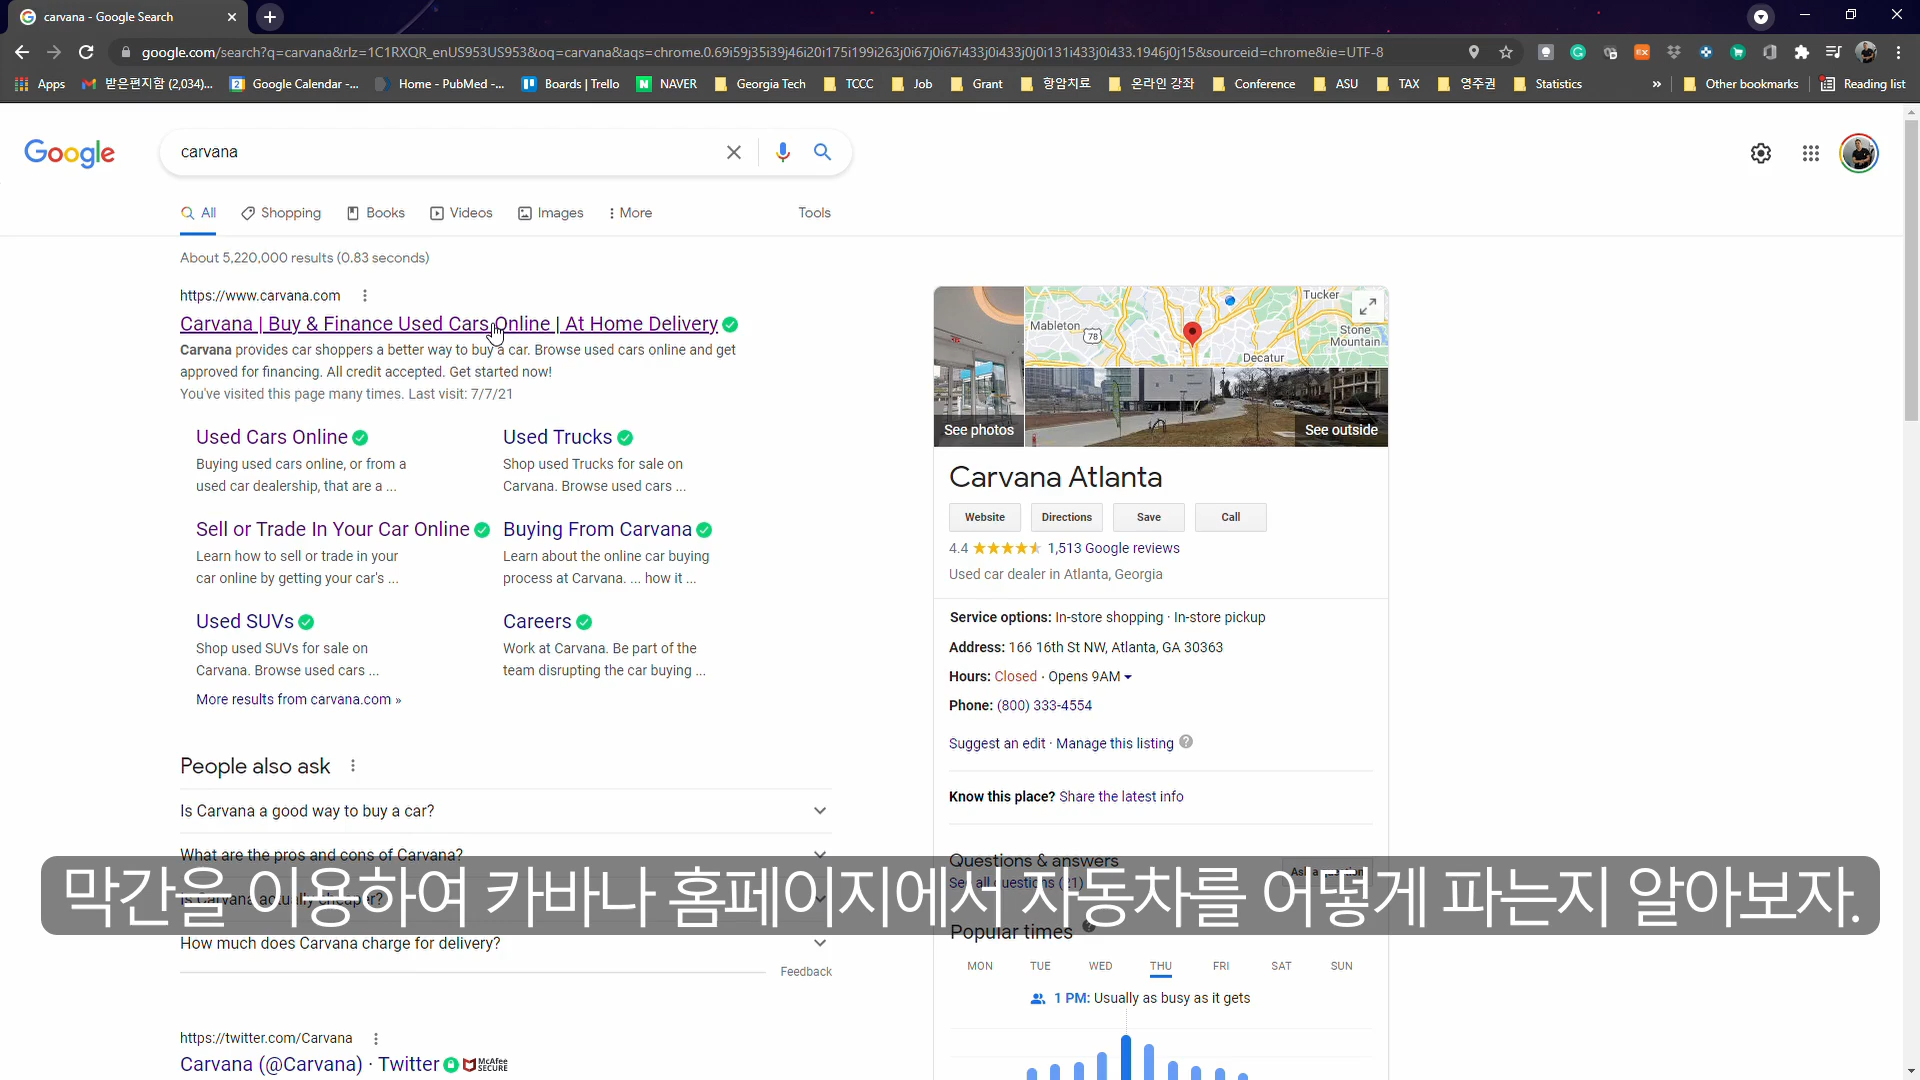 carvana - Google Search
google.com/search?q=carvana&rlz=1C1RXQR_enUS953US953&oq=carvana&aqs=chrome.0.69i59j35i39j46i20i175i199i263j0i67j0i67i433j0i433j0j0i131i433j0i433.1946j0j15&sourceid=chrome&ie=UTF-8
Apps
받은편지함 (2,034)...
Google Calendar -...
Home - PubMed -...
Boards | Trello
NAVER
Georgia Tech
TCCC
Job
Grant
항암치료
온라인 강좌
Conference
ASU
TAX
영주권
Statistics
»
Other bookmarks
Reading list
Google
carvana
All
Shopping
Books
Videos
Images
More
Tools
About 5,220,000 results (0.83 seconds)
https://www.carvana.com
Carvana | Buy & Finance Used Cars Online | At Home Delivery
Carvana provides car shoppers a better way to buy a car. Browse used cars online and get
approved for financing. All credit accepted. Get started now!
You've visited this page many times. Last visit: 7/7/21
Used Cars Online
Buying used cars online, or from a
used car dealership, that are a ...
Used Trucks
Shop used Trucks for sale on
Carvana. Browse used cars ...
Sell or Trade In Your Car Online
Learn how to sell or trade in your
car online by getting your car's ...
Buying From Carvana
Learn about the online car buying
process at Carvana. ... how it ...
Used SUVs
Shop used SUVs for sale on
Carvana. Browse used cars ...
Careers
Work at Carvana. Be part of the
team disrupting the car buying ...
More results from carvana.com »
People also ask
Is Carvana a good way to buy a car?
What are the pros and cons of Carvana?
Is Carvana actually cheaper?
How much does Carvana charge for delivery?
Feedback
https://twitter.com/Carvana
Carvana (@Carvana) · Twitter
McAfee
SECURE
Mableton
78
Tucker
Stone
Mountain
Decatur
See photos
See outside
Carvana Atlanta
Website
Directions
Save
Call
4.4
1,513 Google reviews
Used car dealer in Atlanta, Georgia
Service options: In-store shopping · In-store pickup
Address: 166 16th St NW, Atlanta, GA 30363
Hours: Closed · Opens 9AM
Phone: (800) 333-4554
Suggest an edit · Manage this listing
Know this place? Share the latest info
Questions & answers
See all questions (21)
Ask a question
Popular times
MON
TUE
WED
THU
FRI
SAT
SUN
1 PM: Usually as busy as it gets
막간을 이용하여 카바나 홈페이지에서 자동차를 어떻게 파는지 알아보자.